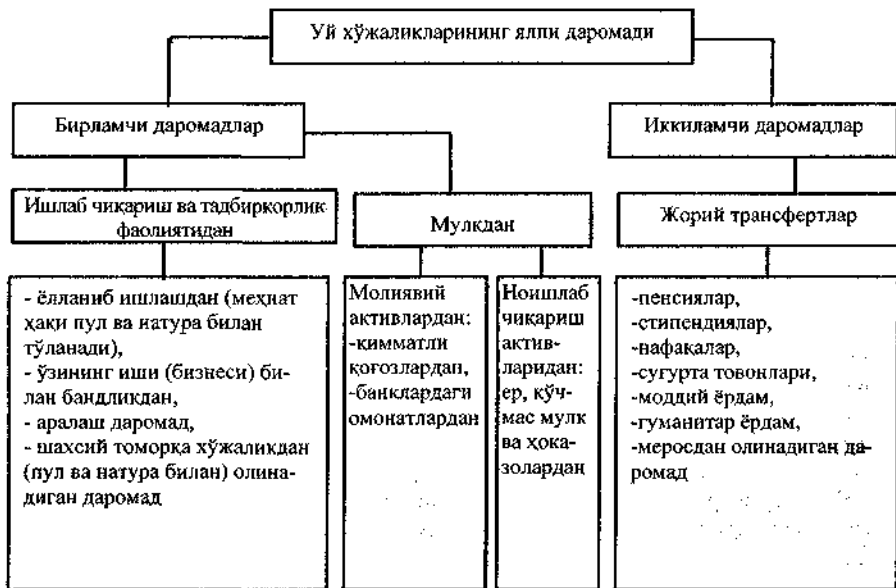 Уй хўжаликларининг ялпи даромади
Бирламчи даромадлар
Иккиламчи даромадлар
Ишлаб чиқариш ва тадбиркорлик
фаолиятидан
Мулкдан
Жорий трансфертлар
- ёлланиб ишлашдан (меҳнат
ҳақи пул ва натура билан
тўланади),
- ўзининг иши (бизнеси) би-
лан бандликдан,
- аралаш даромад,
- шахсий томорқа хўжаликдан
(пул ва натура билан) олина-
диган даромад
Молиявий
активлардан:
-қимматли
қоғозлардан,
-банклардаги
омонатлардан
Ноишлаб
чиқариш
актив-
ларидан:
ер, кўч-
мас мулк
ва ҳока-
золардан
-пенсиялар,
-стипендиялар,
-нафақалар,
-суғурта товонлари,
-моддий ёрдам,
-гуманитар ёрдам,
-меросдан олинадиган да-
ромад